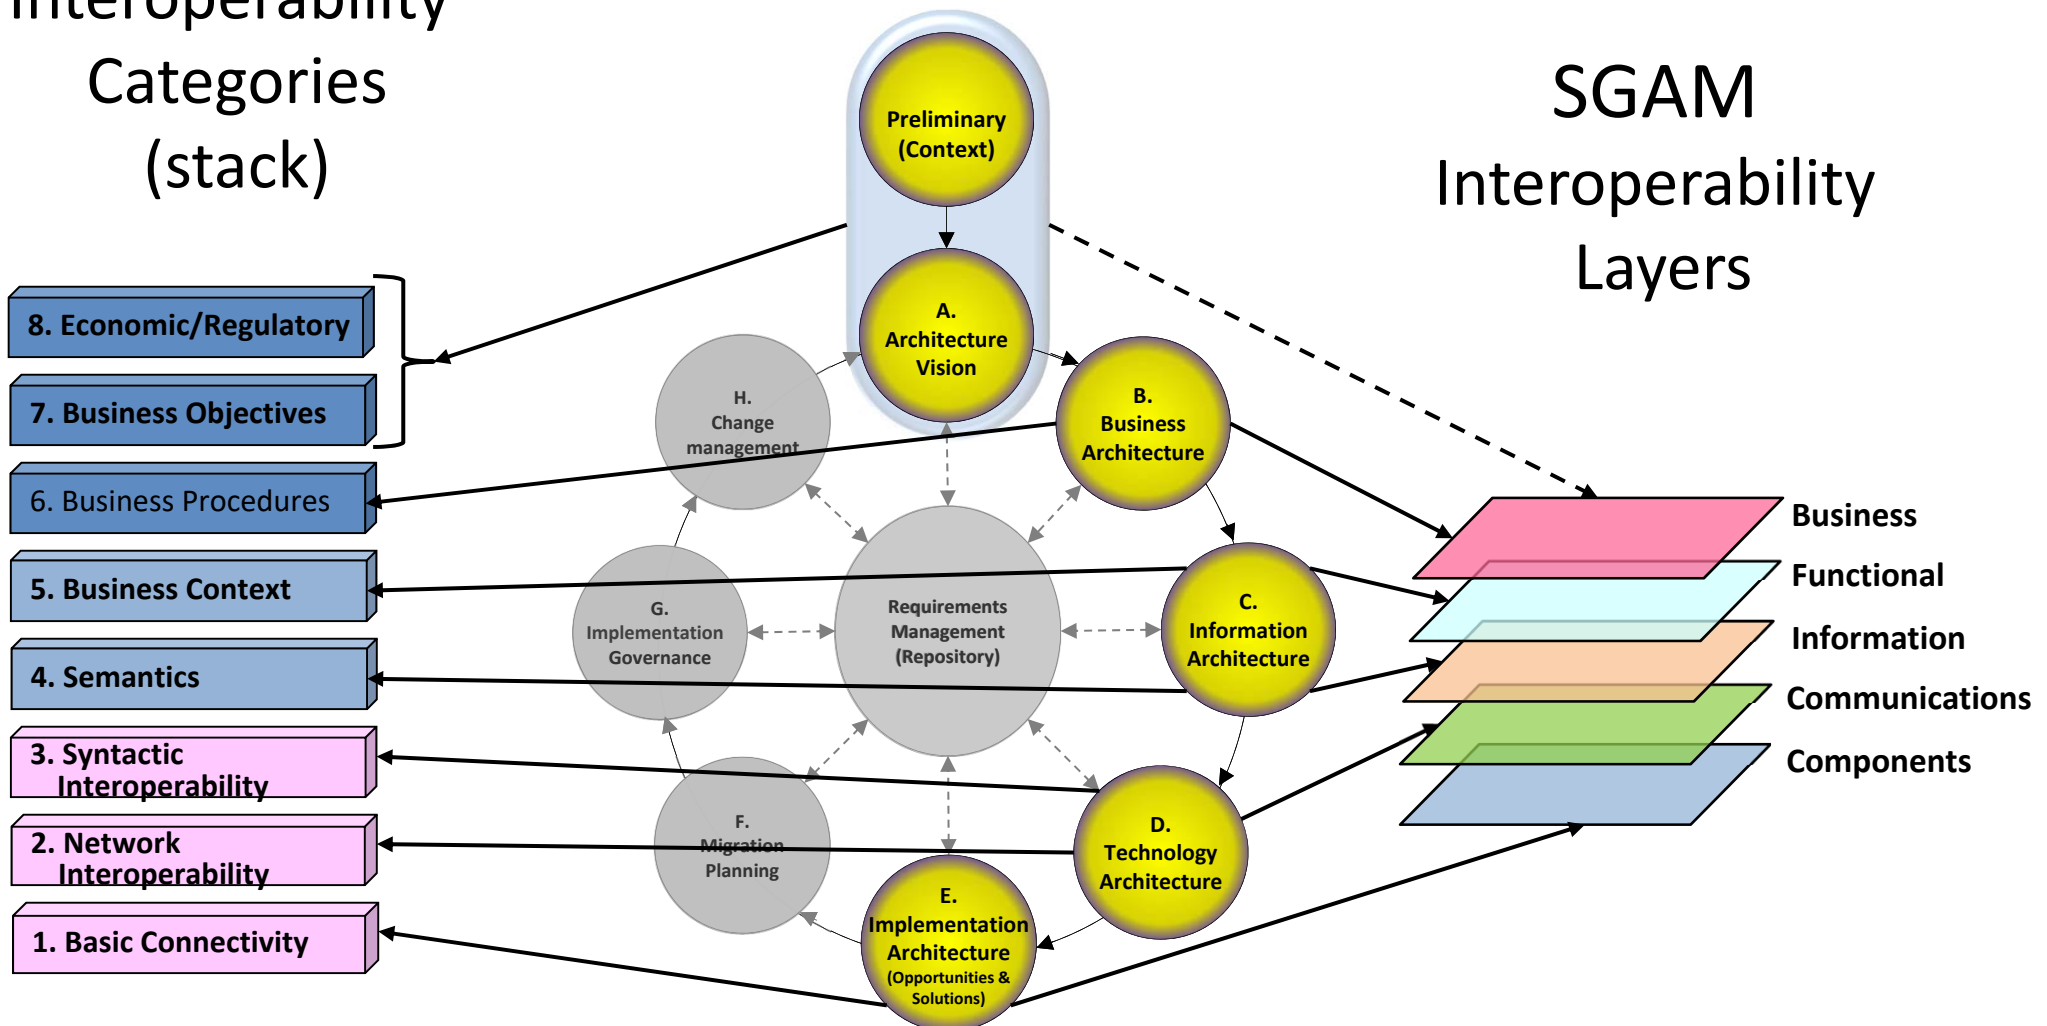 Interoperability
Categories
(stack)
SGAM
Interoperability
Layers
8. Economic/Regulatory
7. Business Objectives
6. Business Procedures
5. Business Context
4. Semantics
3. Syntactic
Interoperability
2. Network
Interoperability
1. Basic Connectivity
Preliminary
(Context)
A.
Architecture
Vision
B.
Business
Architecture
C.
Information
Architecture
D.
Technology
Architecture
E.
Implementation
Architecture
(Opportunities &
Solutions)
F.
Migration
Planning
G.
Implementation
Governance
H.
Change
management
Requirements
Management
(Repository)
Business
Functional
Information
Communications
Components